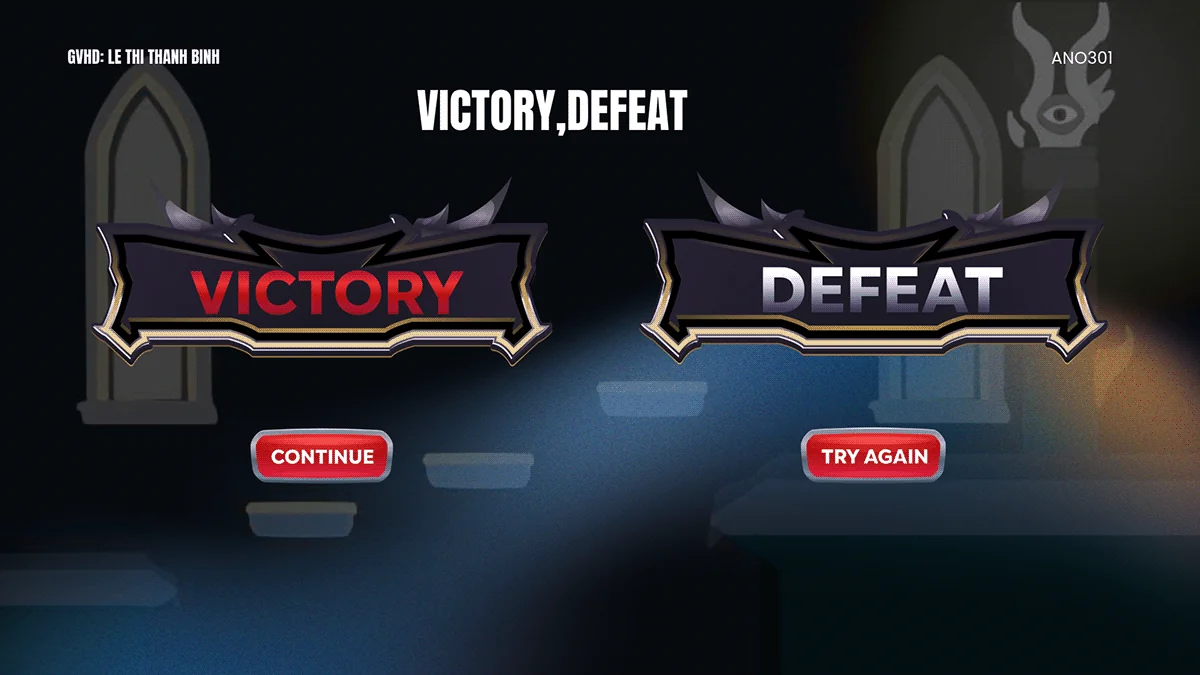 GVHD: LE THI THANH BINH
ANO301
VICTORY,DEFEAT
VICTORY
DEFEAT
CONTINUE
TRY AGAIN